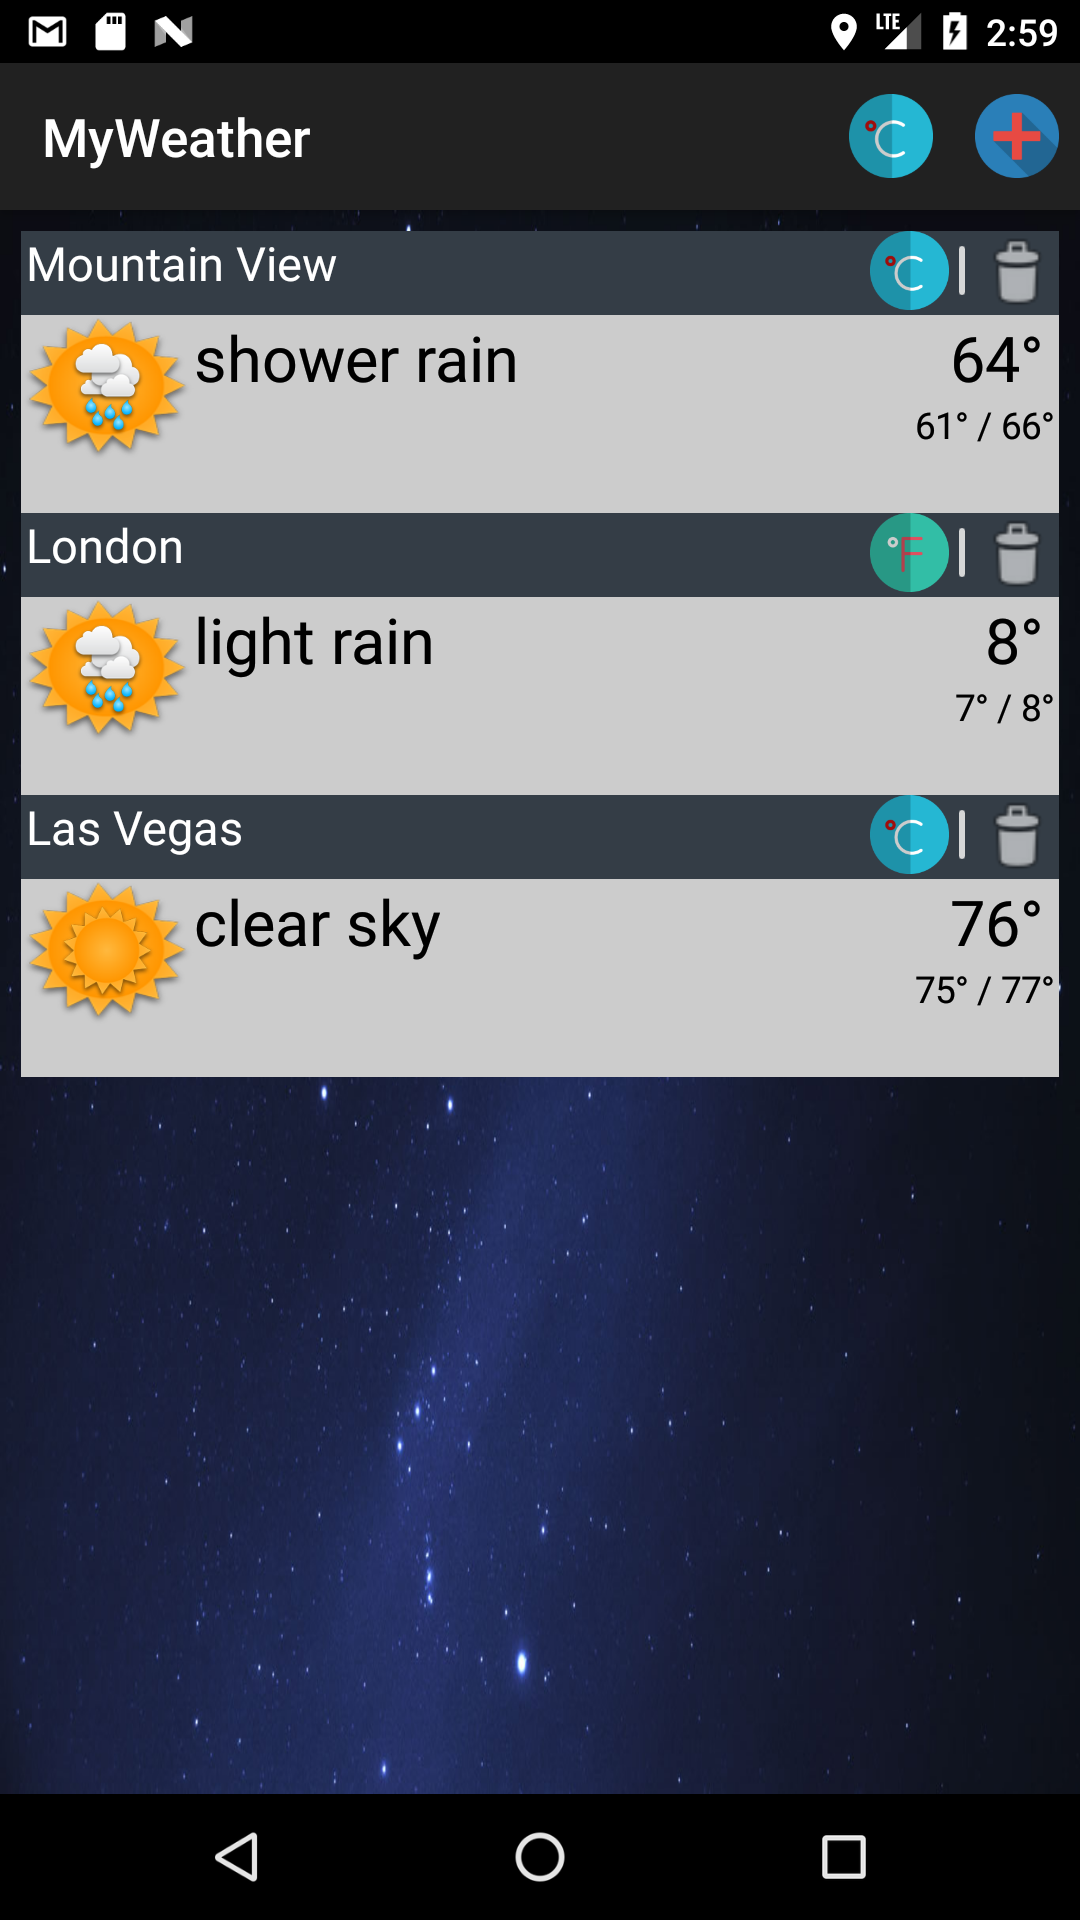 LTE 2:59
MyWeather °C
Mountain View °C
shower rain 64°
61° / 66°
London °F
light rain 8°
7° / 8°
Las Vegas °C
clear sky 76°
75° / 77°